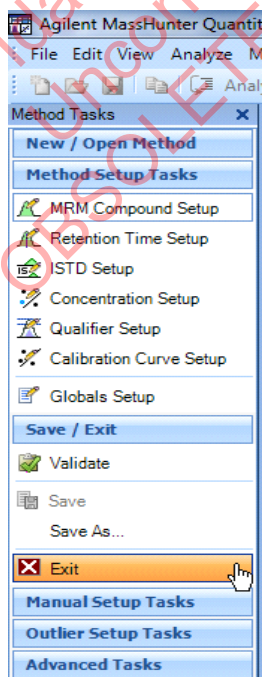 Agilent MassHunter Quantit
File Edit View Analyze M
Anal
Method Tasks
New / Open Method
Method Setup Tasks
MRM Compound Setup
Retention Time Setup
ISTD Setup
Concentration Setup
Qualifier Setup
Calibration Curve Setup
Globals Setup
Save / Exit
Validate
Save
Save As...
Exit
Manual Setup Tasks
Outlier Setup Tasks
Advanced Tasks
OBSOLETE